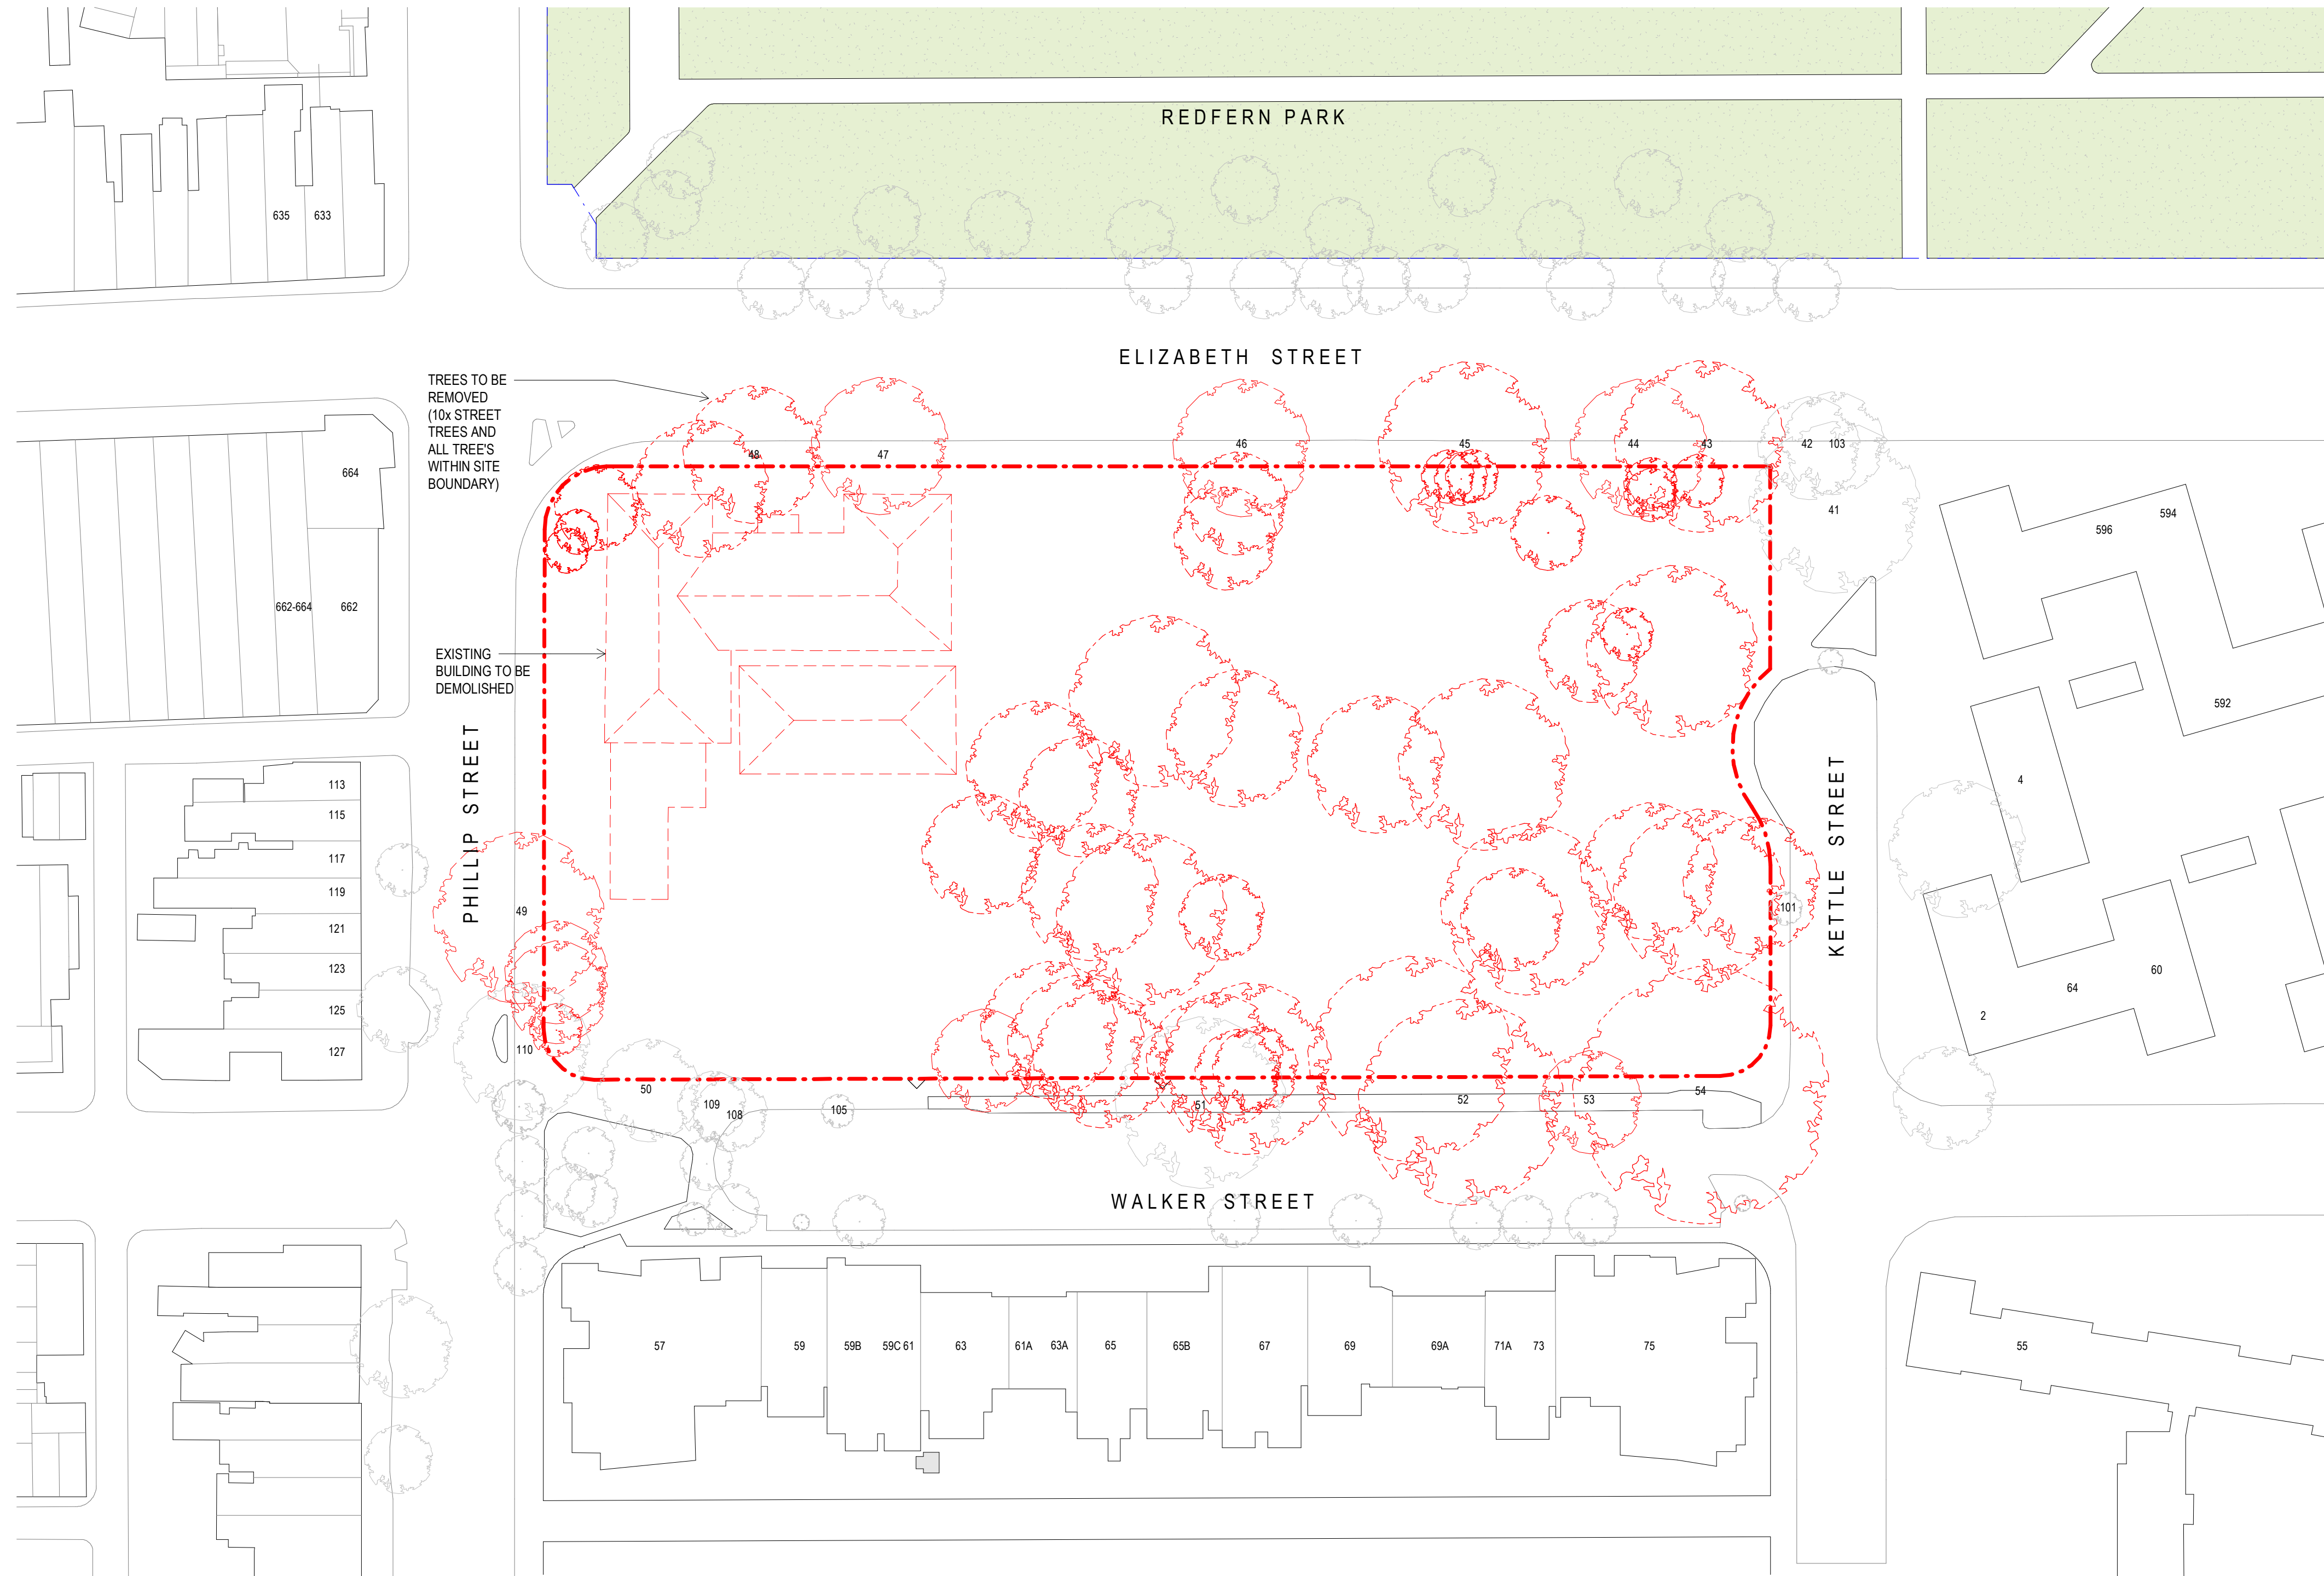 REDFERN PARK
635
633
ELIZABETH STREET
TREES TO BE
REMOVED
(10x STREET
TREES AND
ALL TREE'S
WITHIN SITE
BOUNDARY)
48
47
46
45
44
43
42
103
41
664
662-664
662
596
594
592
EXISTING
BUILDING TO BE
DEMOLISHED
PHILLIP STREET
KETTLE STREET
113
115
117
119
121
123
125
127
49
110
101
4
60
64
2
50
109
108
105
51
52
53
54
WALKER STREET
57
59
59B
59C 61
63
61A
63A
65
65B
67
69
69A
71A
73
75
55